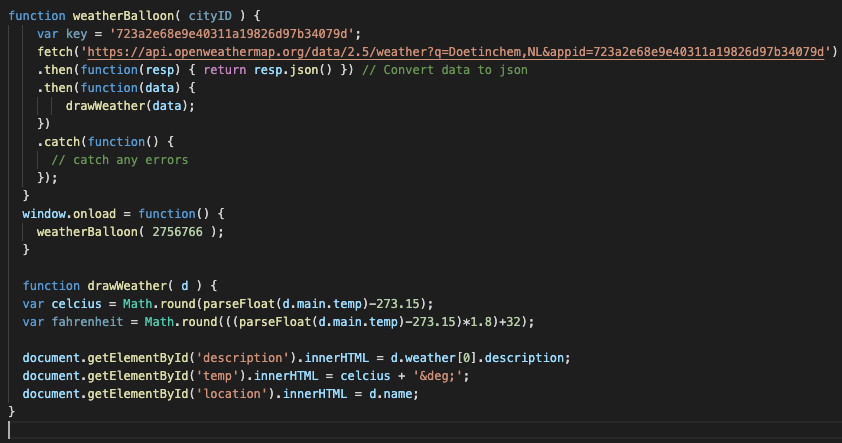 function weatherBalloon( cityID ) {
var key = '723a2e68e9e40311a19826d97b34079d';
fetch('https://api.openweathermap.org/data/2.5/weather?q=Doetinchem,NL&appid=723a2e68e9e40311a19826d97b34079d')
.then(function(resp) { return resp.json() }) // Convert data to json
.then(function(data) {
drawWeather(data);
})
.catch(function() {
// catch any errors
});
}
window.onload = function() {
weatherBalloon( 2756766 );
}
function drawWeather( d ) {
var celcius = Math.round(parseFloat(d.main.temp)-273.15);
var fahrenheit = Math.round(((parseFloat(d.main.temp)-273.15)*1.8)+32);
document.getElementById('description').innerHTML = d.weather[0].description;
document.getElementById('temp').innerHTML = celcius + '&deg;';
document.getElementById('location').innerHTML = d.name;
}